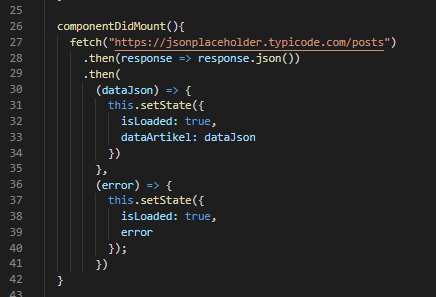 25
26 componentDidMount(){
27 fetch("https://jsonplaceholder.typicode.com/posts")
28 .then(response => response.json())
29 .then(
30 (dataJson) => {
31 this.setState({
32 isLoaded: true,
33 dataArtikel: dataJson
34 })
35 },
36 (error) => {
37 this.setState({
38 isLoaded: true,
39 error
40 });
41 })
42 }
43